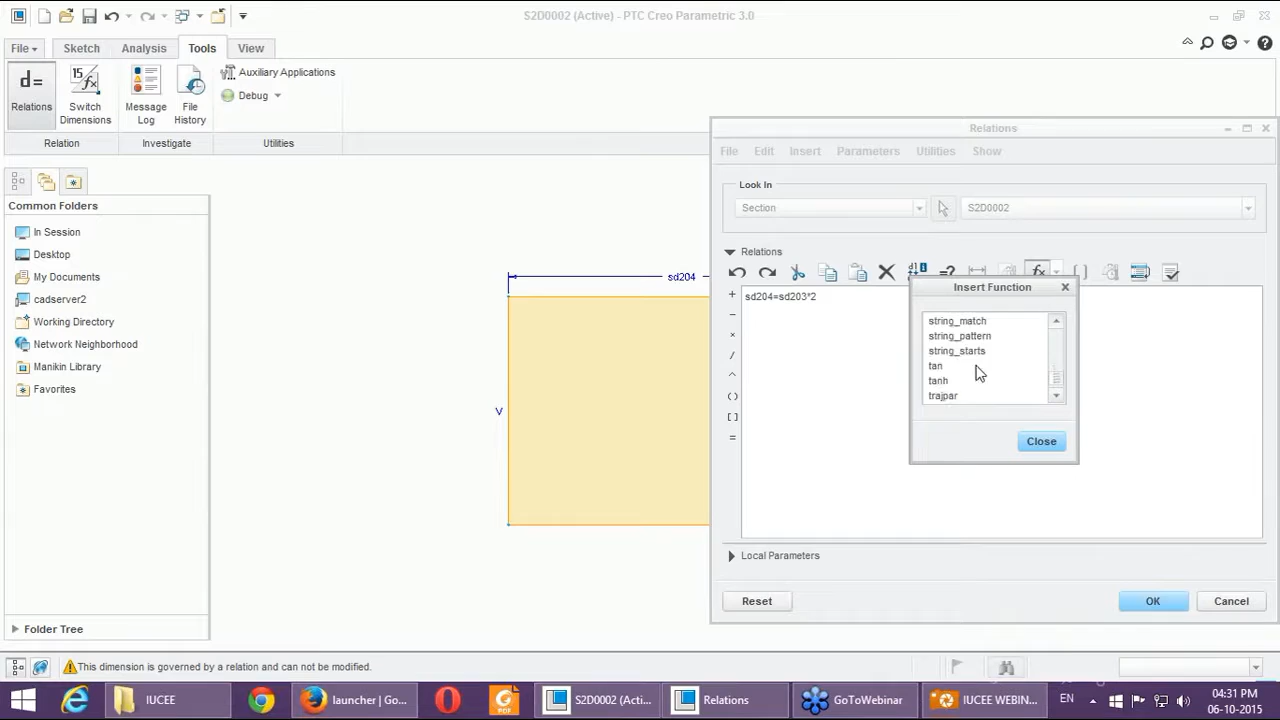 S2D0002 (Active) - PTC Creo Parametric 3.0
File
Sketch
Analysis
Tools
View
d=
Relations
Switch
Dimensions
Message
Log
File
History
Auxiliary Applications
Debug
Relation
Investigate
Utilities
Common Folders
In Session
Desktop
My Documents
cadserver2
Working Directory
Network Neighborhood
Manikin Library
Favorites
Folder Tree
sd204
V
Relations
File
Edit
Insert
Parameters
Utilities
Show
Look In
Section
S2D0002
Relations
sd204=sd203*2
Insert Function
string_match
string_pattern
string_starts
tan
tanh
trajpar
Close
Local Parameters
Reset
OK
Cancel
This dimension is governed by a relation and can not be modified.
IUCEE
launcher | Go...
S2D0002 (Acti...
Relations
GoToWebinar
IUCEE WEBIN...
EN
04:31 PM
06-10-2015